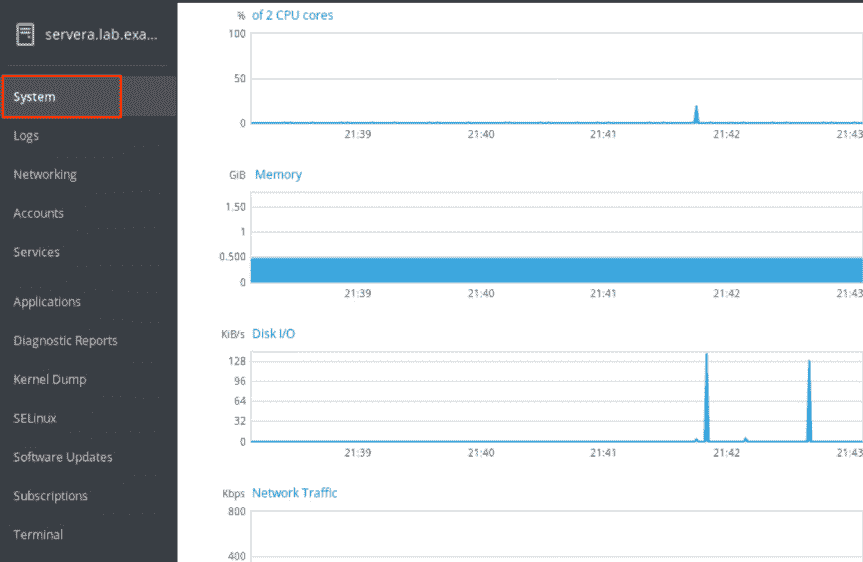 servera.lab.exa...
System
Logs
Networking
Accounts
Services
Applications
Diagnostic Reports
Kernel Dump
SELinux
Software Updates
Subscriptions
Terminal
% of 2 CPU cores
100
50
0
21:39 21:40 21:41 21:42 21:43
GiB Memory
1.50
1
0.500
0
21:39 21:40 21:41 21:42 21:43
KiB/s Disk I/O
128
96
64
32
0
21:39 21:40 21:41 21:42 21:43
Kbps Network Traffic
800
400